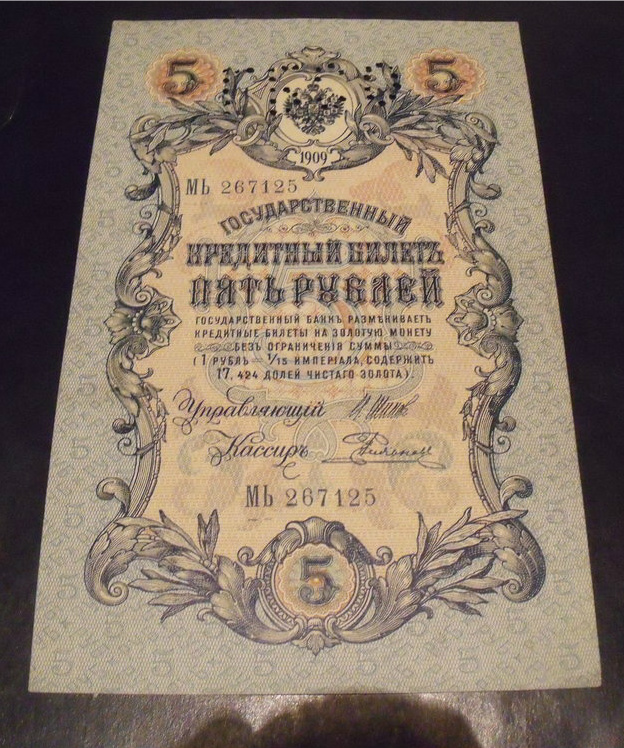 5 5
1909
МЬ 267125
ГОСУДАРСТВЕННЫЙ
КРЕДИТНЫЙ БИЛЕТЪ
ПЯТЬ РУБЛЕЙ
ГОСУДАРСТВЕННЫЙ БАНКЪ РАЗМѢНИВАЕТЪ
КРЕДИТНЫЕ БИЛЕТЫ НА ЗОЛОТУЮ МОНЕТУ
БЕЗЪ ОГРАНИЧЕНІЯ СУММЫ
(1 РУБЛЬ = 1/15 ИМПЕРІАЛА, СОДЕРЖИТЪ
17,424 ДОЛЕЙ ЧИСТАГО ЗОЛОТА).
Управляющій
Кассиръ
МЬ 267125
5